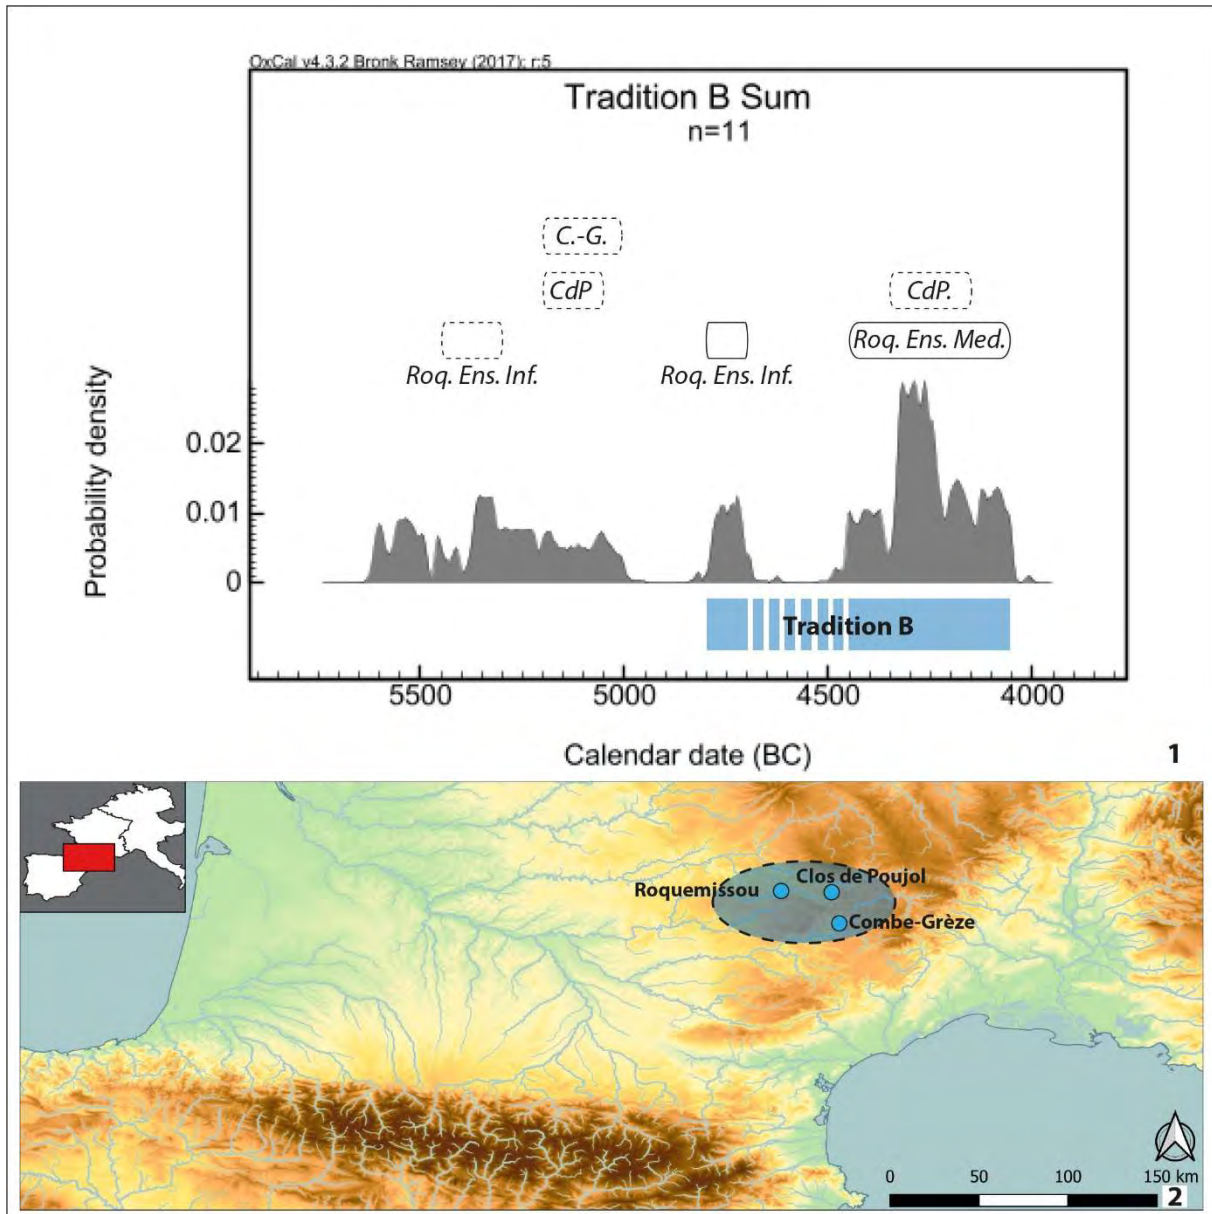 OxCal v4.3.2 Bronk Ramsey (2017); r:5
Tradition B Sum
n=11
C.-G.
CdP
CdP.
Roq. Ens. Med.
Roq. Ens. Inf.
Roq. Ens. Inf.
Probability density
0.02
0.01
0
Tradition B
5500
5000
4500
4000
Calendar date (BC)
1
Roquemissou
Clos de Poujol
Combe-Grèze
0
50
100
150 km
2